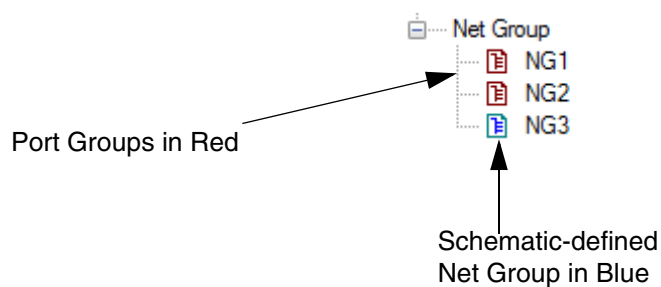 Net Group
NG1
NG2
NG3
Port Groups in Red
Schematic-defined
Net Group in Blue